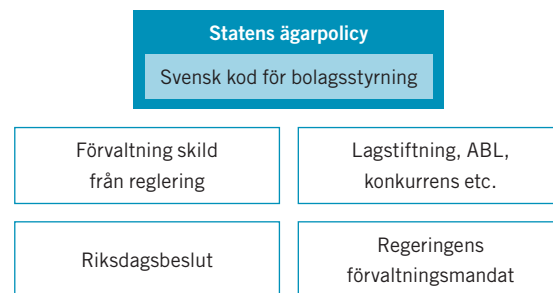 Statens ägarpolicy
Svensk kod för bolagsstyrning
Förvaltning skild
från reglering
Lagstiftning, ABL,
konkurrens etc.
Riksdagsbeslut
Regeringens
förvaltningsmandat